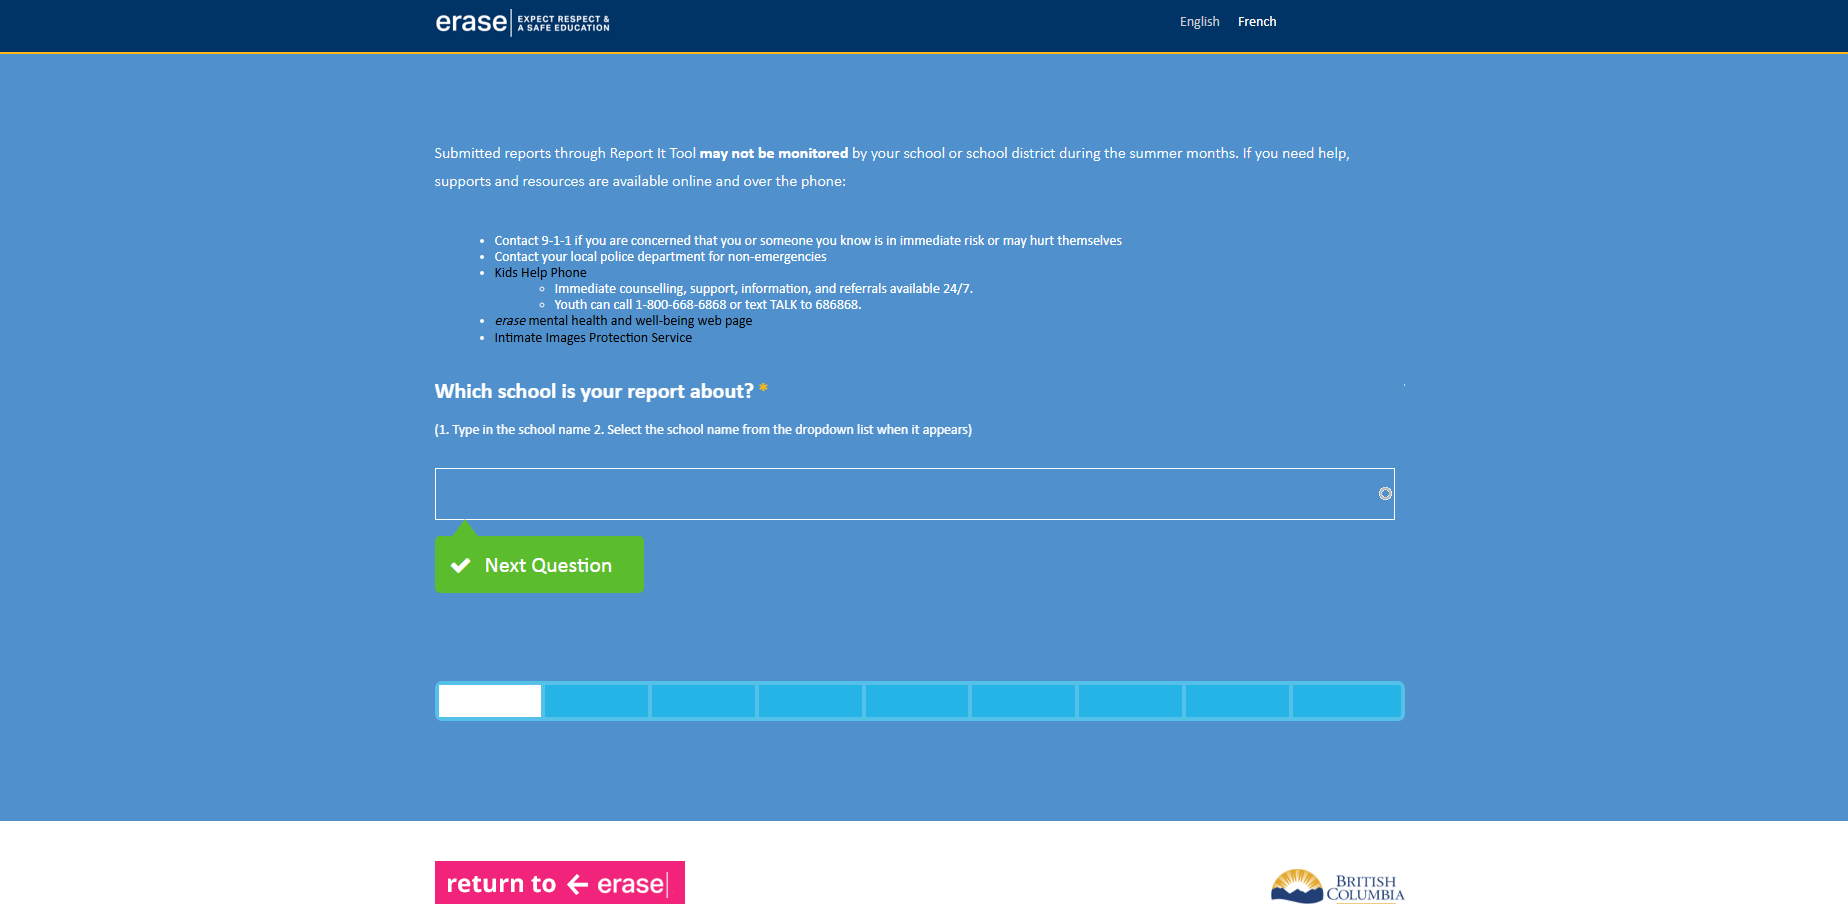 erase EXPECT RESPECT &
A SAFE EDUCATION
English French
Submitted reports through Report It Tool may not be monitored by your school or school district during the summer months. If you need help,
supports and resources are available online and over the phone:
Contact 9-1-1 if you are concerned that you or someone you know is in immediate risk or may hurt themselves
Contact your local police department for non-emergencies
Kids Help Phone
Immediate counselling, support, information, and referrals available 24/7.
Youth can call 1-800-668-6868 or text TALK to 686868.
erase mental health and well-being web page
Intimate Images Protection Service
Which school is your report about? *
(1. Type in the school name 2. Select the school name from the dropdown list when it appears)
Next Question
return to erase
BRITISH
COLUMBIA